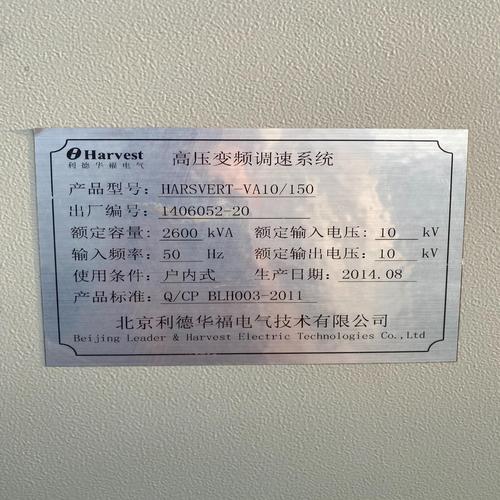 Harvest 高压变频调速系统
利德华福电气
产品型号: HARSVERT-VA10/150
出厂编号: 1406052-20
额定容量: 2600 kVA 额定输入电压: 10 kV
输入频率: 50 Hz 额定输出电压: 10 kV
使用条件: 户内式 生产日期: 2014.08
产品标准: Q/CP BLH003-2011
北京利德华福电气技术有限公司
Beijing Leader & Harvest Electric Technologies Co.,Ltd